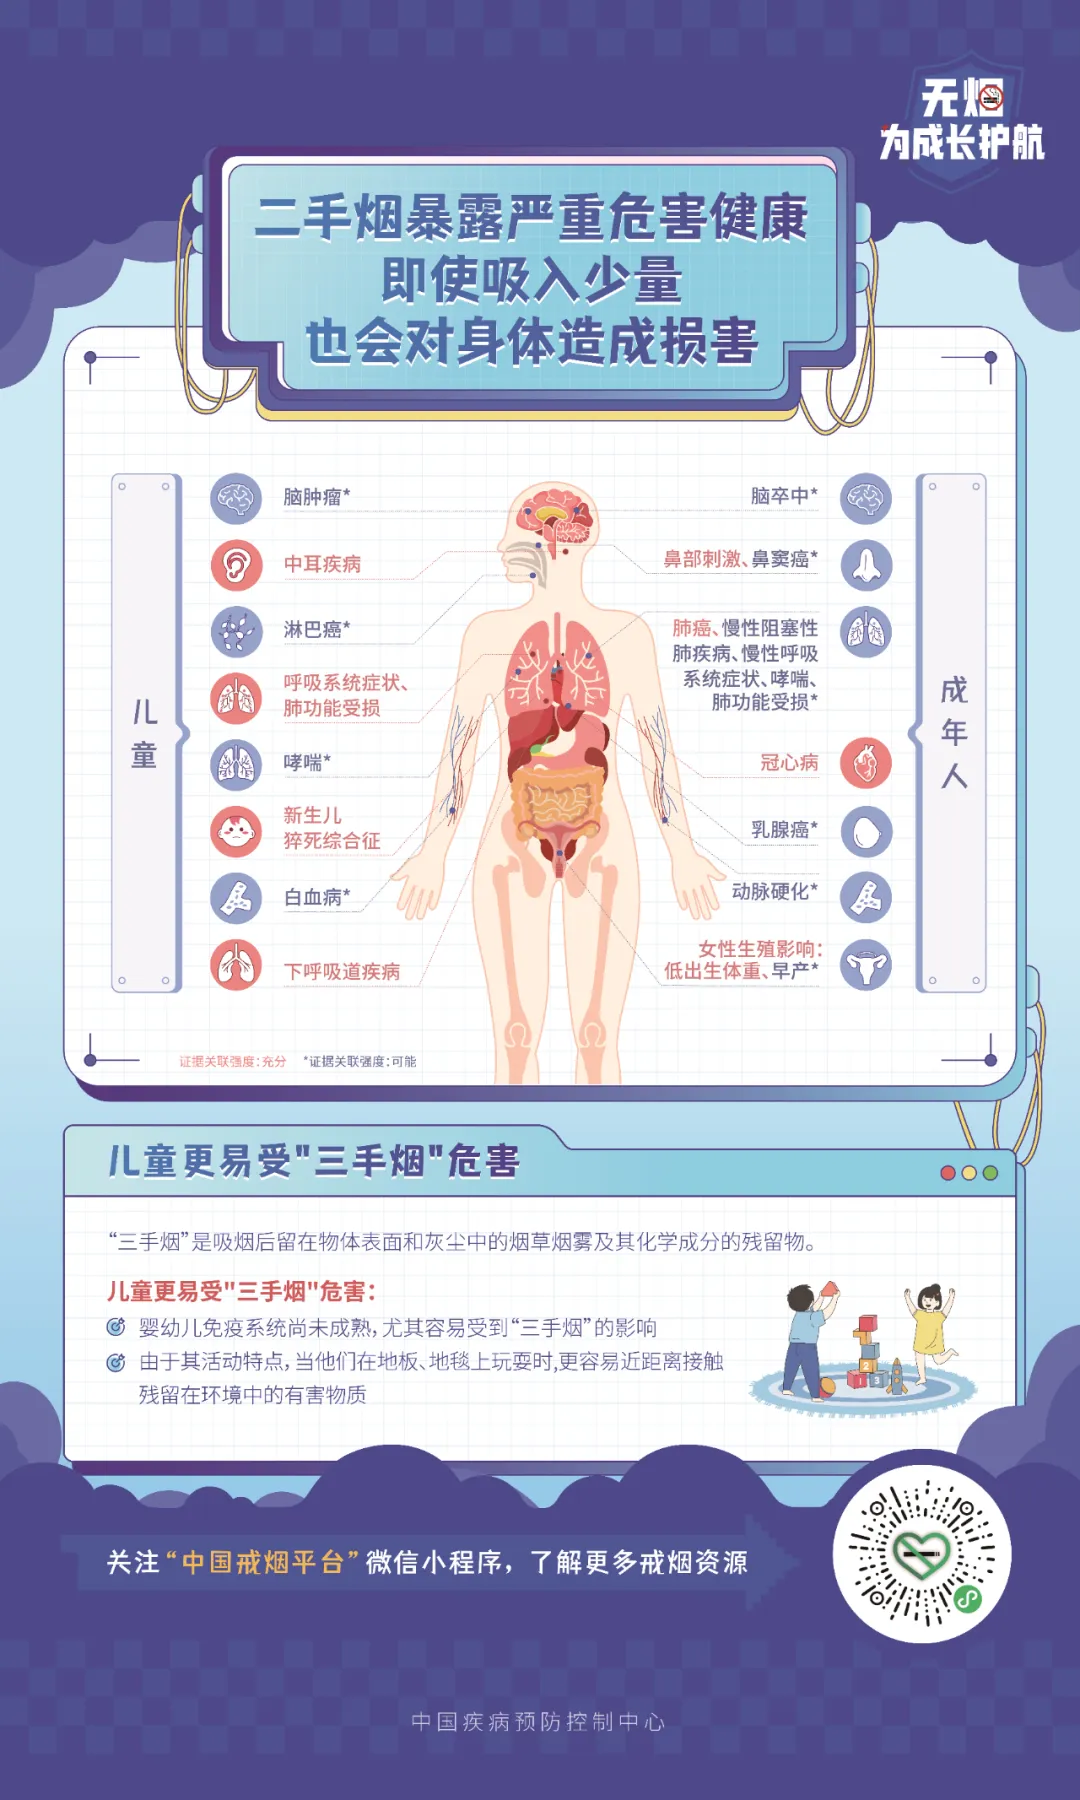 无烟
为成长护航
二手烟暴露严重危害健康
即使吸入少量
也会对身体造成损害
儿童
脑肿瘤*
中耳疾病
淋巴癌*
呼吸系统症状、
肺功能受损
哮喘*
新生儿
猝死综合征
白血病*
下呼吸道疾病
脑卒中*
鼻部刺激、鼻窦癌*
肺癌、慢性阻塞性
肺疾病、慢性呼吸
系统症状、哮喘、
肺功能受损*
冠心病
乳腺癌*
动脉硬化*
女性生殖影响：
低出生体重、早产*
成年人
证据关联强度：充分 *证据关联强度：可能
儿童更易受"三手烟"危害
“三手烟”是吸烟后留在物体表面和灰尘中的烟草烟雾及其化学成分的残留物。
儿童更易受"三手烟"危害：
婴幼儿免疫系统尚未成熟，尤其容易受到“三手烟”的影响
由于其活动特点，当他们在地板、地毯上玩耍时，更容易近距离接触
残留在环境中的有害物质
2
1 3
关注“中国戒烟平台”微信小程序，了解更多戒烟资源
中国疾病预防控制中心